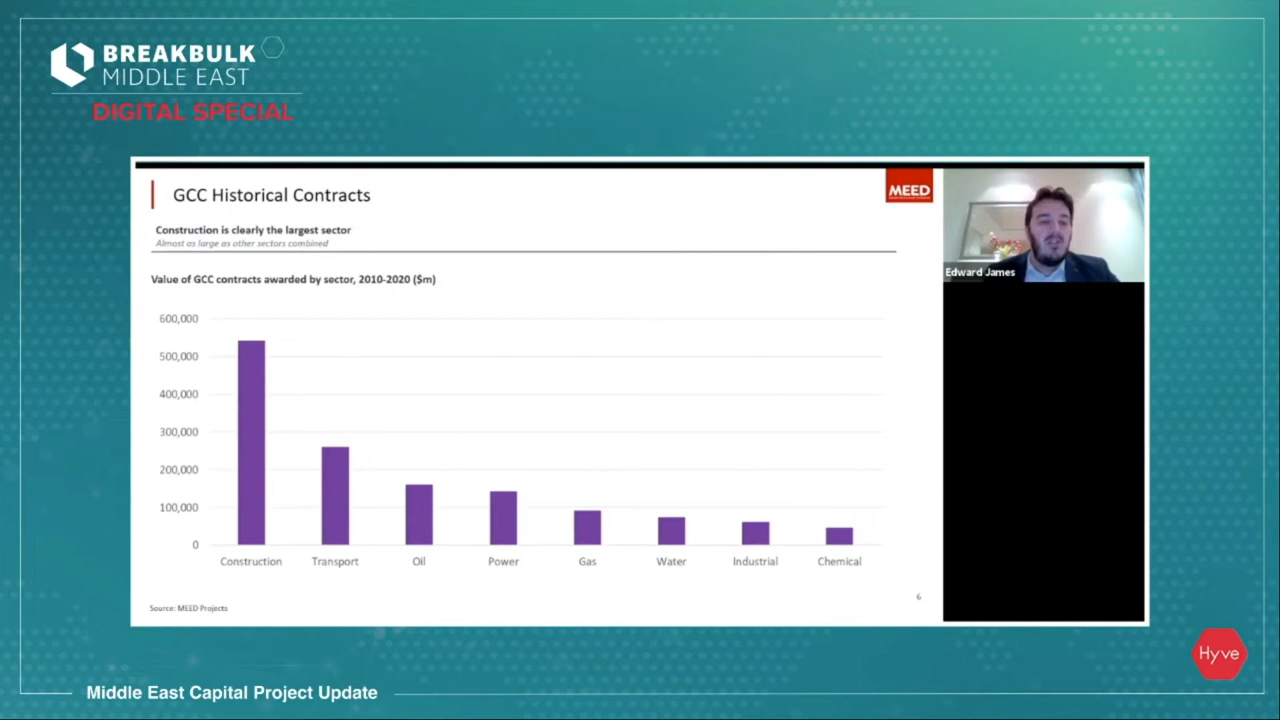 BREAKBULK
MIDDLE EAST
DIGITAL SPECIAL
GCC Historical Contracts
MEED
Construction is clearly the largest sector
Almost as large as other sectors combined
Edward James
Value of GCC contracts awarded by sector, 2010-2020 ($m)
600,000
500,000
400,000
300,000
200,000
100,000
0
Construction Transport Oil Power Gas Water Industrial Chemical
6
Source: MEED Projects
Hyve
Middle East Capital Project Update